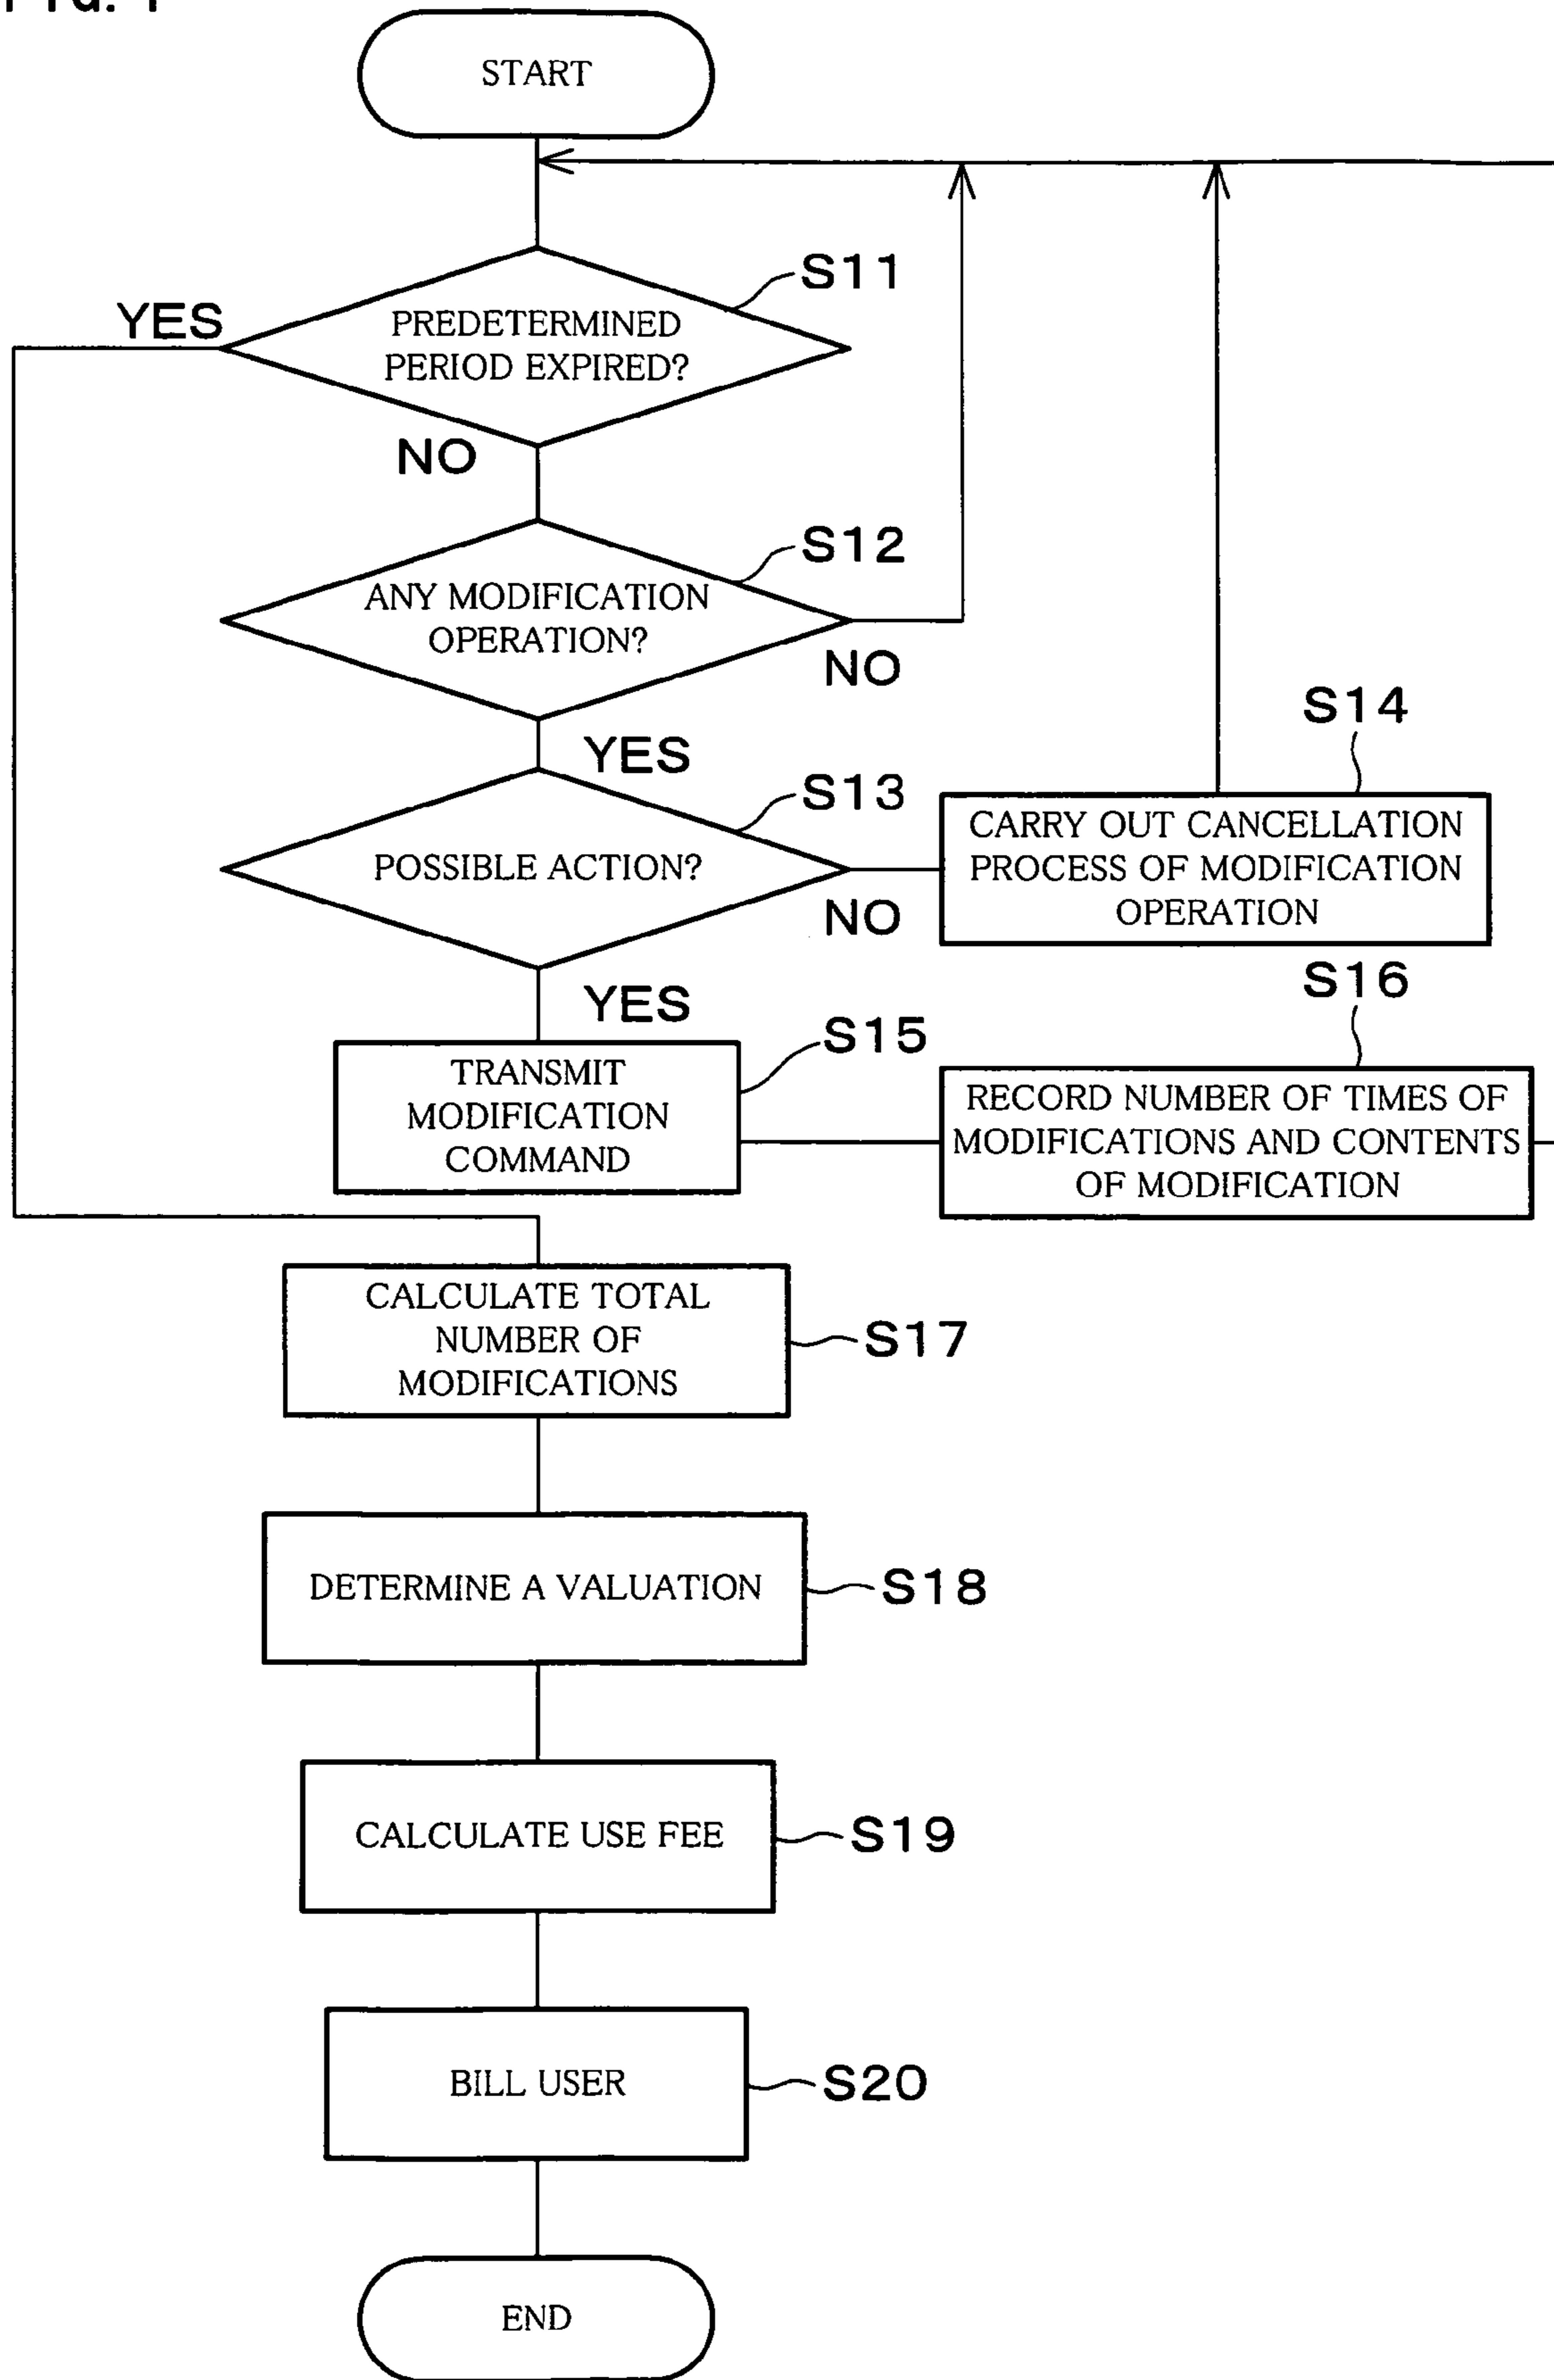 START
S11
YES
PREDETERMINED
PERIOD EXPIRED?
NO
S12
ANY MODIFICATION
OPERATION?
NO
YES
S13
S14
POSSIBLE ACTION?
CARRY OUT CANCELLATION
PROCESS OF MODIFICATION
OPERATION
NO
YES
S16
S15
TRANSMIT
MODIFICATION
COMMAND
RECORD NUMBER OF TIMES OF
MODIFICATIONS AND CONTENTS
OF MODIFICATION
CALCULATE TOTAL
NUMBER OF
MODIFICATIONS
S17
DETERMINE A VALUATION
S18
CALCULATE USE FEE
S19
BILL USER
S20
END